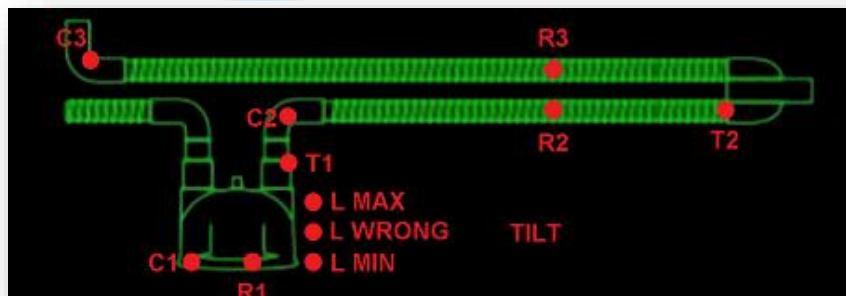 C3
R3
C2
R2
T2
T1
L MAX
L WRONG
TILT
C1
L MIN
R1